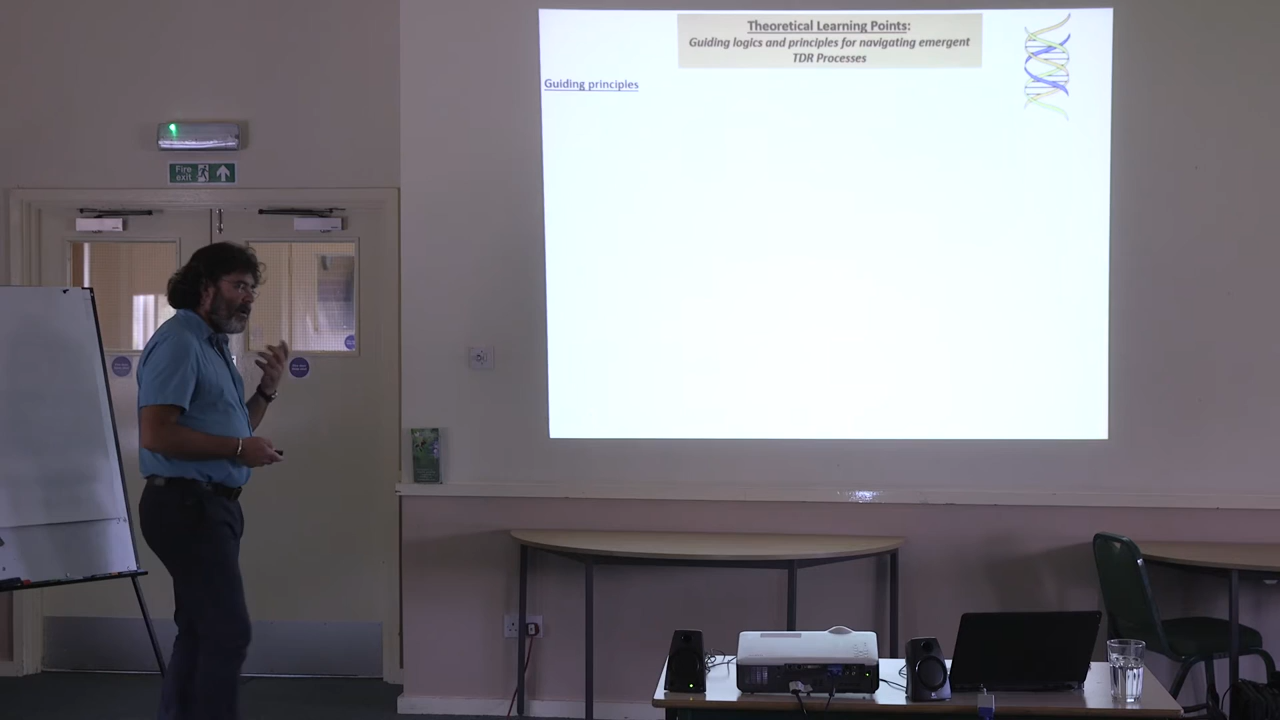 Theoretical Learning Points:
Guiding logics and principles for navigating emergent
TDR Processes
Guiding principles
Fire
exit